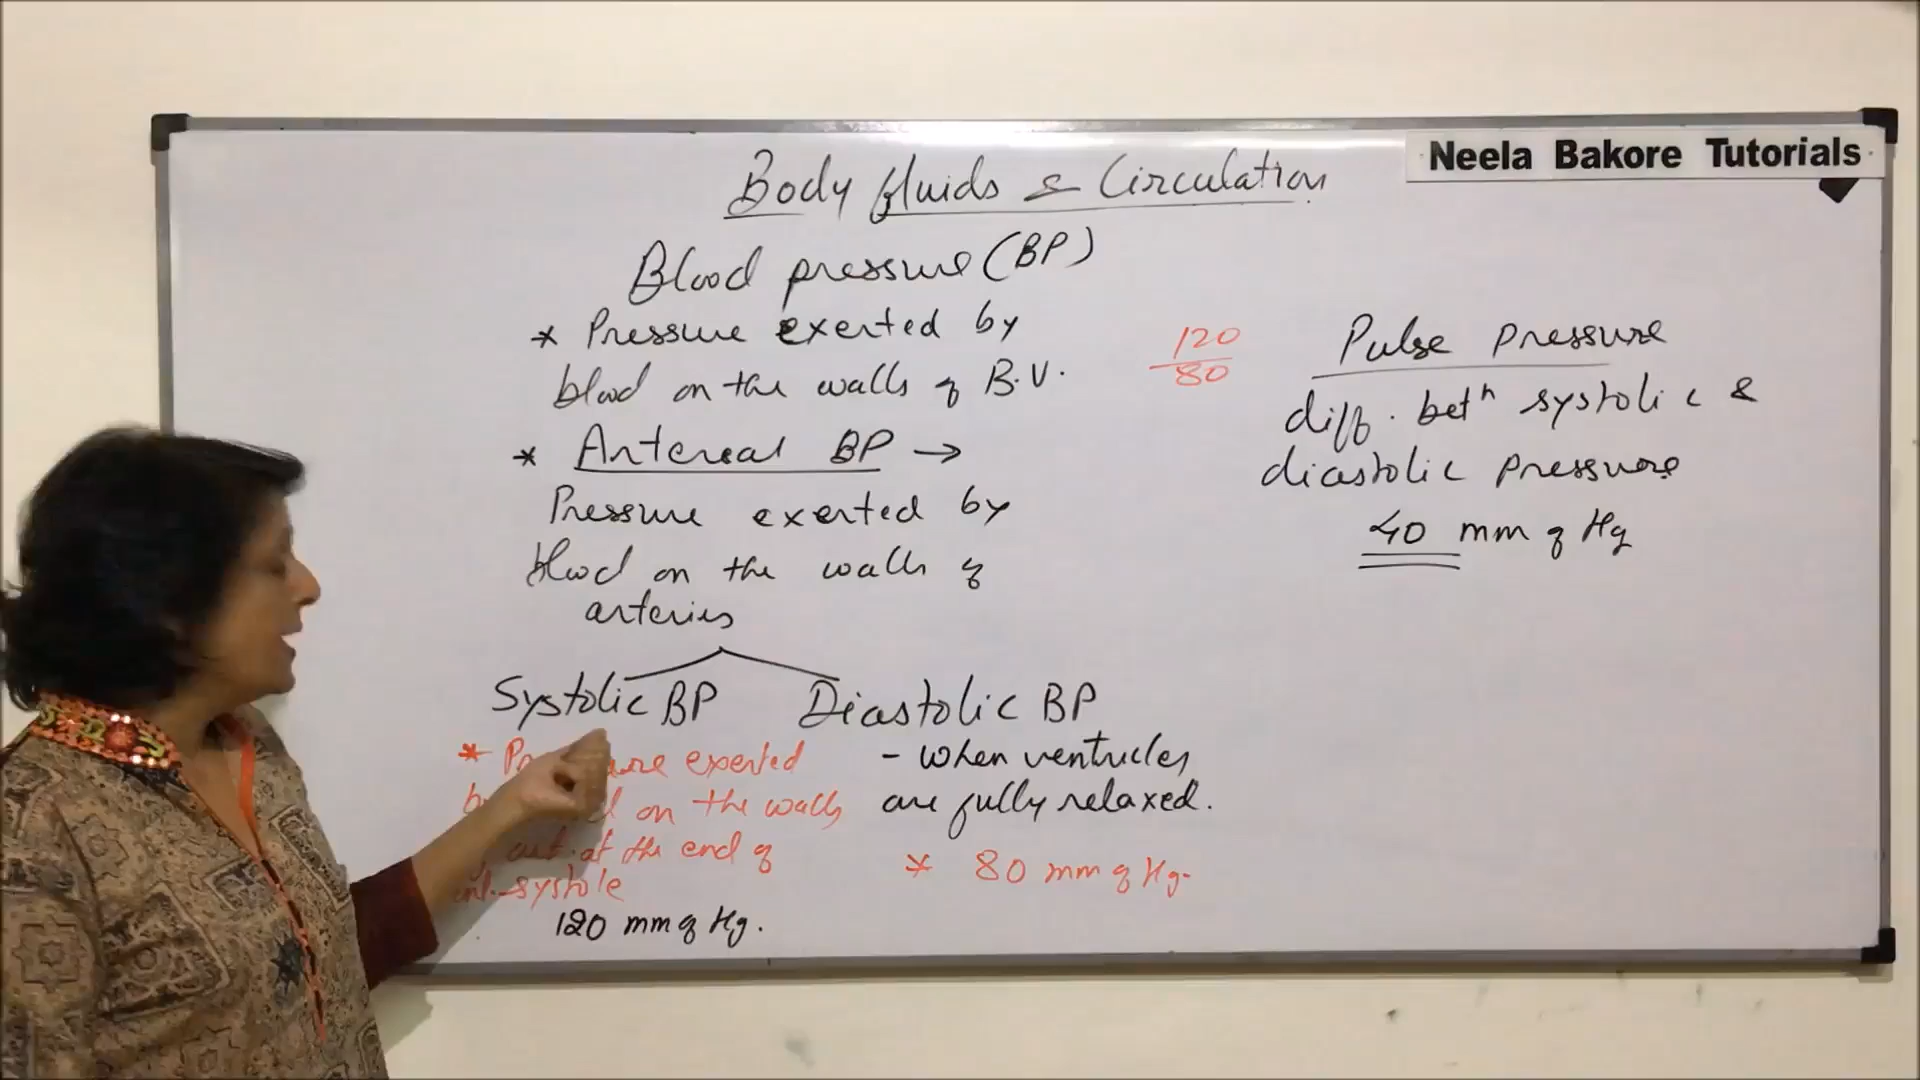 Neela Bakore Tutorials
Body fluids & Circulation
Blood pressure (BP)
* Pressure exerted by
blood on the walls of B.V.
* Artereal BP →
Pressure exerted by
blood on the walls of
arteries
Systolic BP
* exerted
on the walls
at the end of
systole
120 mm of Hg.
Diastolic BP
- When ventricles
are fully relaxed.
* 80 mm of Hg.
120
80
Pulse pressure
diff. betn systolic &
diastolic pressure
40 mm of Hg